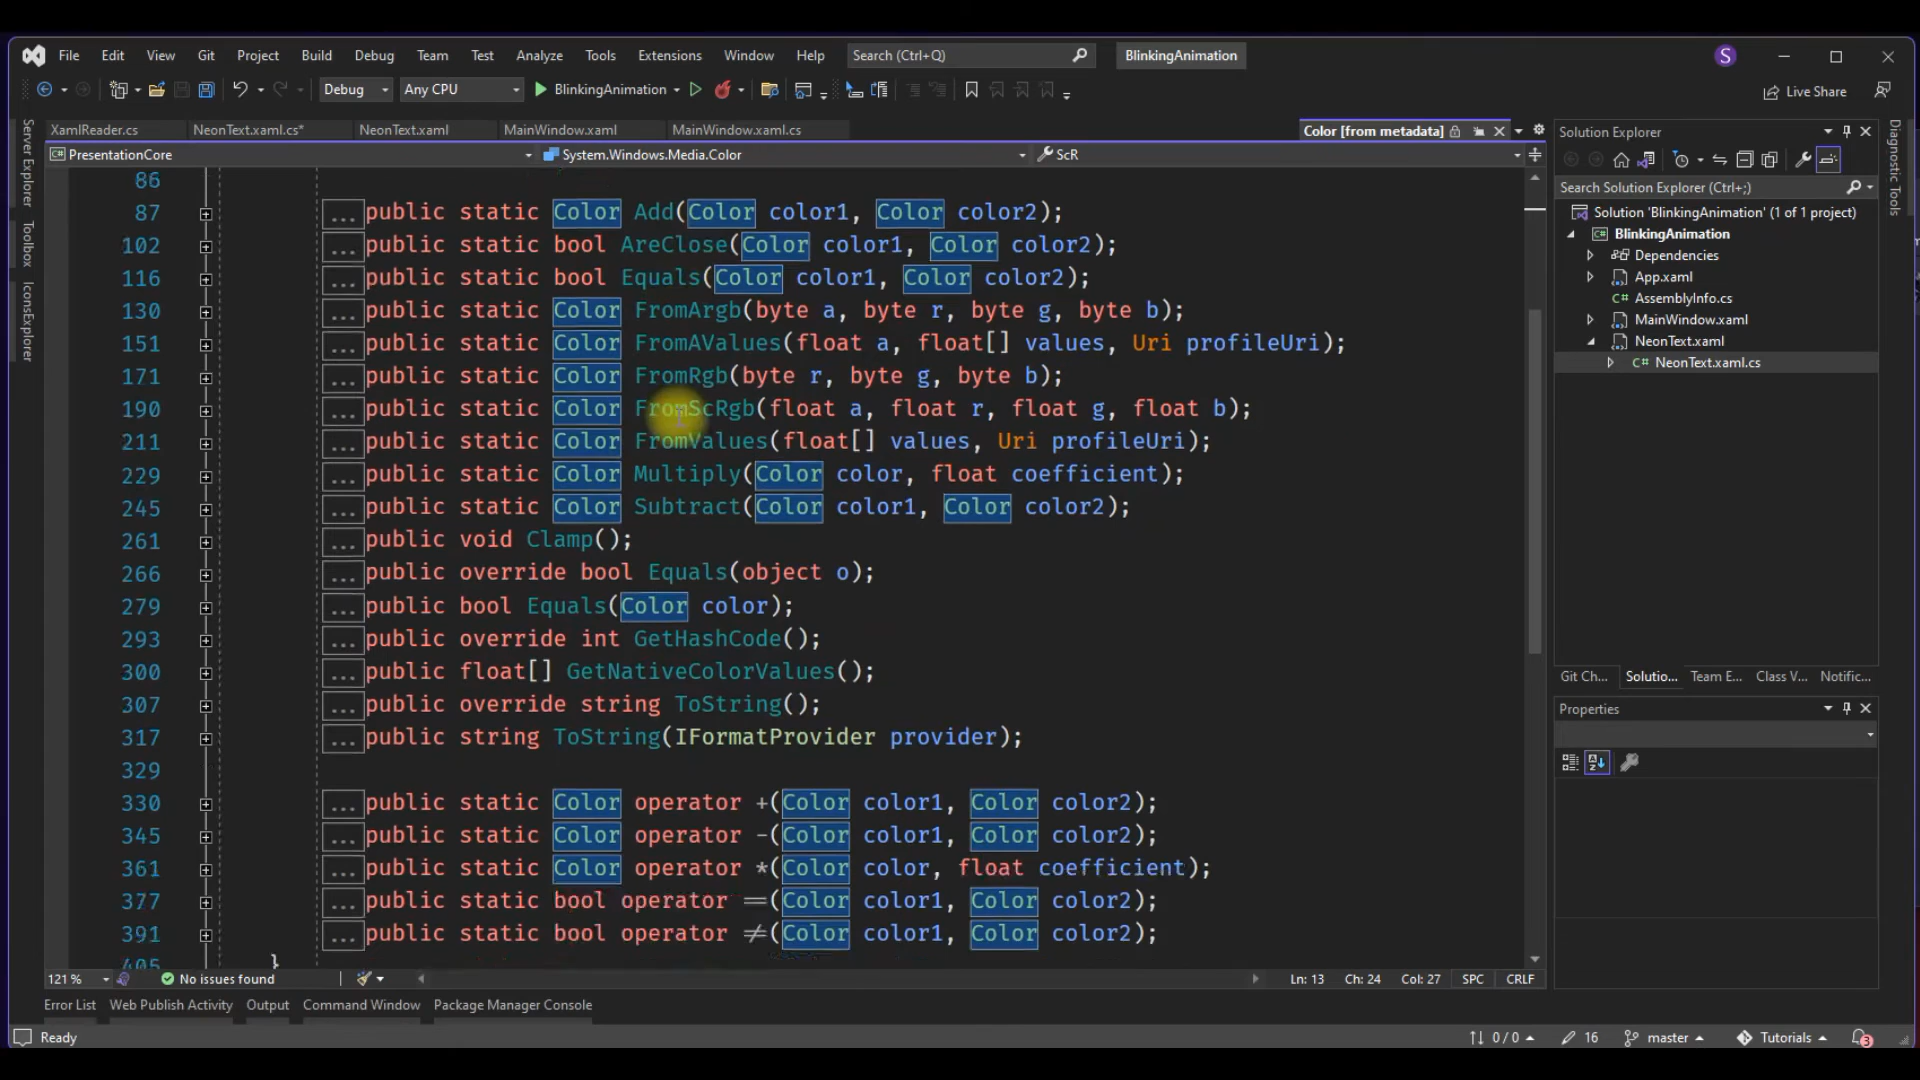 File Edit View Git Project Build Debug Team Test Analyze Tools Extensions Window Help Search (Ctrl+Q) BlinkingAnimation S
Debug Any CPU BlinkingAnimation Live Share
XamlReader.cs NeonText.xaml.cs* NeonText.xaml MainWindow.xaml MainWindow.xaml.cs Color [from metadata]
PresentationCore System.Windows.Media.Color ScR
86
87 ... public static Color Add(Color color1, Color color2);
102 ... public static bool AreClose(Color color1, Color color2);
116 ... public static bool Equals(Color color1, Color color2);
130 ... public static Color FromArgb(byte a, byte r, byte g, byte b);
151 ... public static Color FromAValues(float a, float[] values, Uri profileUri);
171 ... public static Color FromRgb(byte r, byte g, byte b);
190 ... public static Color FromScRgb(float a, float r, float g, float b);
211 ... public static Color FromValues(float[] values, Uri profileUri);
229 ... public static Color Multiply(Color color, float coefficient);
245 ... public static Color Subtract(Color color1, Color color2);
261 ... public void Clamp();
266 ... public override bool Equals(object o);
279 ... public bool Equals(Color color);
293 ... public override int GetHashCode();
300 ... public float[] GetNativeColorValues();
307 ... public override string ToString();
317 ... public string ToString(IFormatProvider provider);
329
330 ... public static Color operator +(Color color1, Color color2);
345 ... public static Color operator -(Color color1, Color color2);
361 ... public static Color operator *(Color color, float coefficient);
377 ... public static bool operator ==(Color color1, Color color2);
391 ... public static bool operator ≠(Color color1, Color color2);
405 }
121 % No issues found Ln: 13 Ch: 24 Col: 27 SPC CRLF
Error List Web Publish Activity Output Command Window Package Manager Console
Ready 0 / 0 16 master Tutorials 3
Server Explorer
Toolbox
IconsExplorer
Solution Explorer
Search Solution Explorer (Ctrl+;)
Solution 'BlinkingAnimation' (1 of 1 project)
BlinkingAnimation
Dependencies
App.xaml
C# AssemblyInfo.cs
MainWindow.xaml
NeonText.xaml
C# NeonText.xaml.cs
Git Ch... Solutio... Team E... Class V... Notific...
Properties
Diagnostic Tools